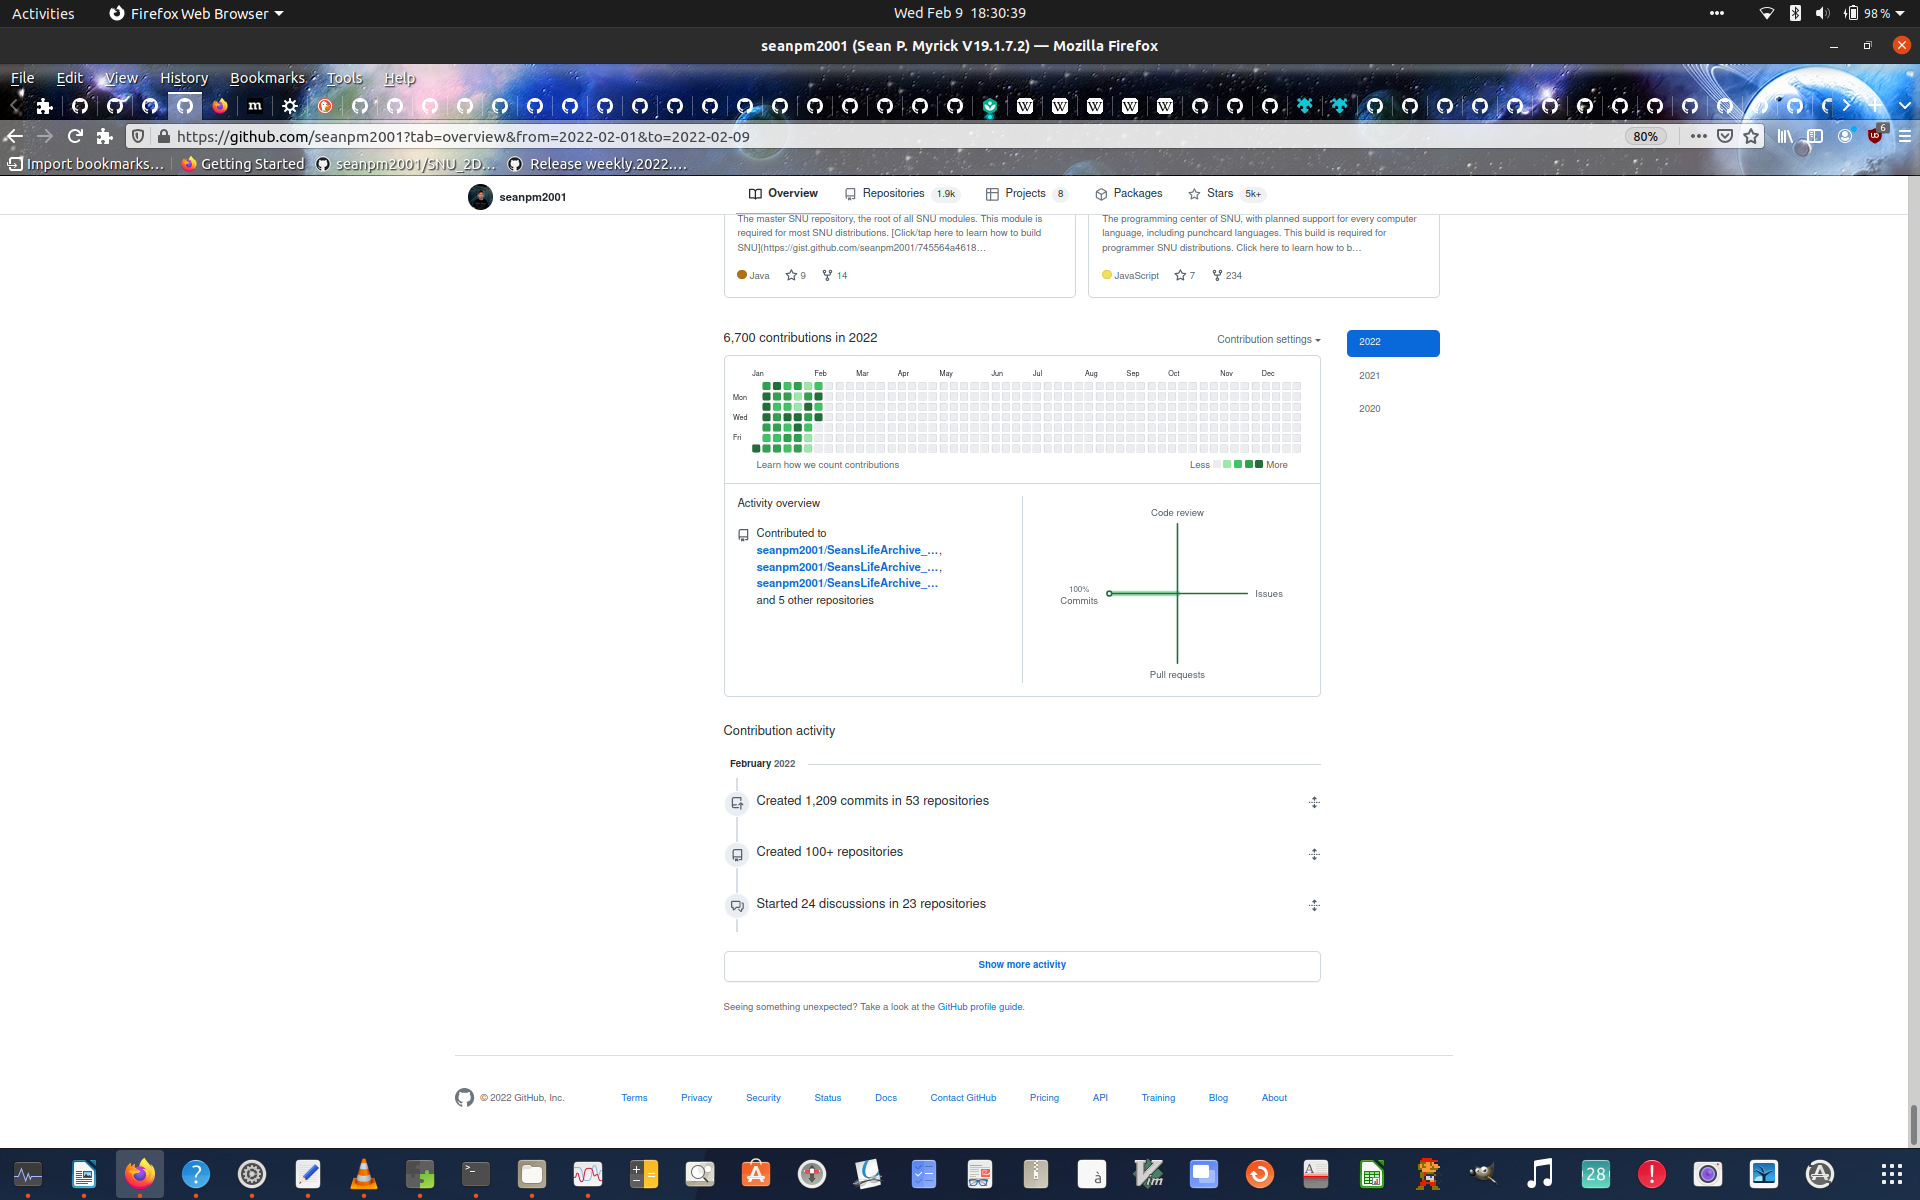 Activities
Firefox Web Browser
Wed Feb 9 18:30:39
98 %
seanpm2001 (Sean P. Myrick V19.1.7.2) — Mozilla Firefox
File Edit View History Bookmarks Tools Help
m
W W W W W
https://github.com/seanpm2001?tab=overview&from=2022-02-01&to=2022-02-09
80%
6
Import bookmarks...
Getting Started
seanpm2001/SNU_2D...
Release weekly.2022....
seanpm2001
Overview
Repositories 1.9k
Projects 8
Packages
Stars 5k+
The master SNU repository, the root of all SNU modules. This module is
required for most SNU distributions. [Click/tap here to learn how to build
SNU](https://gist.github.com/seanpm2001/745564a4618...
Java 9 14
The programming center of SNU, with planned support for every computer
language, including punchcard languages. This build is required for
programmer SNU distributions. Click here to learn how to b...
JavaScript 7 234
6,700 contributions in 2022
Contribution settings
2022
2021
2020
Jan Feb Mar Apr May Jun Jul Aug Sep Oct Nov Dec
Mon
Wed
Fri
Learn how we count contributions
Less More
Activity overview
Contributed to
seanpm2001/SeansLifeArchive_...,
seanpm2001/SeansLifeArchive_...,
seanpm2001/SeansLifeArchive_...
and 5 other repositories
Code review
100%
Commits
Issues
Pull requests
Contribution activity
February 2022
Created 1,209 commits in 53 repositories
Created 100+ repositories
Started 24 discussions in 23 repositories
Show more activity
Seeing something unexpected? Take a look at the GitHub profile guide.
© 2022 GitHub, Inc.
Terms Privacy Security Status Docs Contact GitHub Pricing API Training Blog About
28